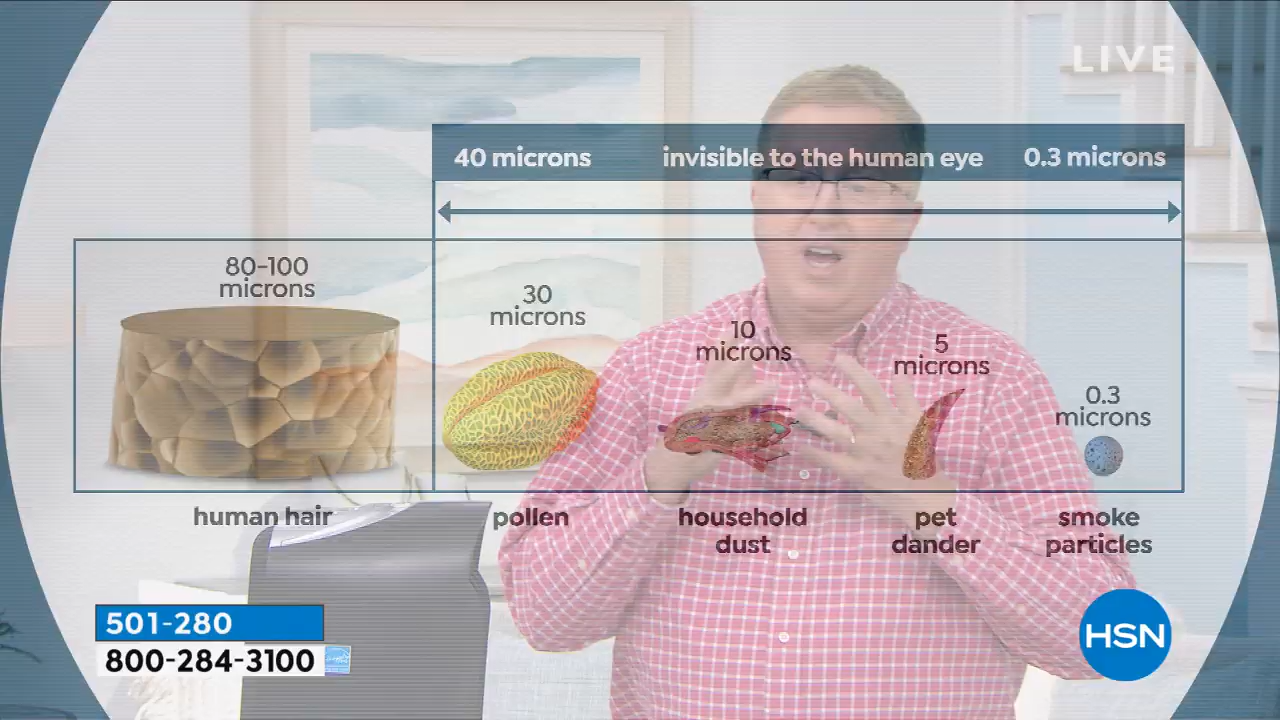 LIVE
40 microns invisible to the human eye 0.3 microns
80-100
microns
30
microns
10
microns
5
microns
0.3
microns
human hair
pollen
household
dust
pet
dander
smoke
particles
501-280
800-284-3100
HSN